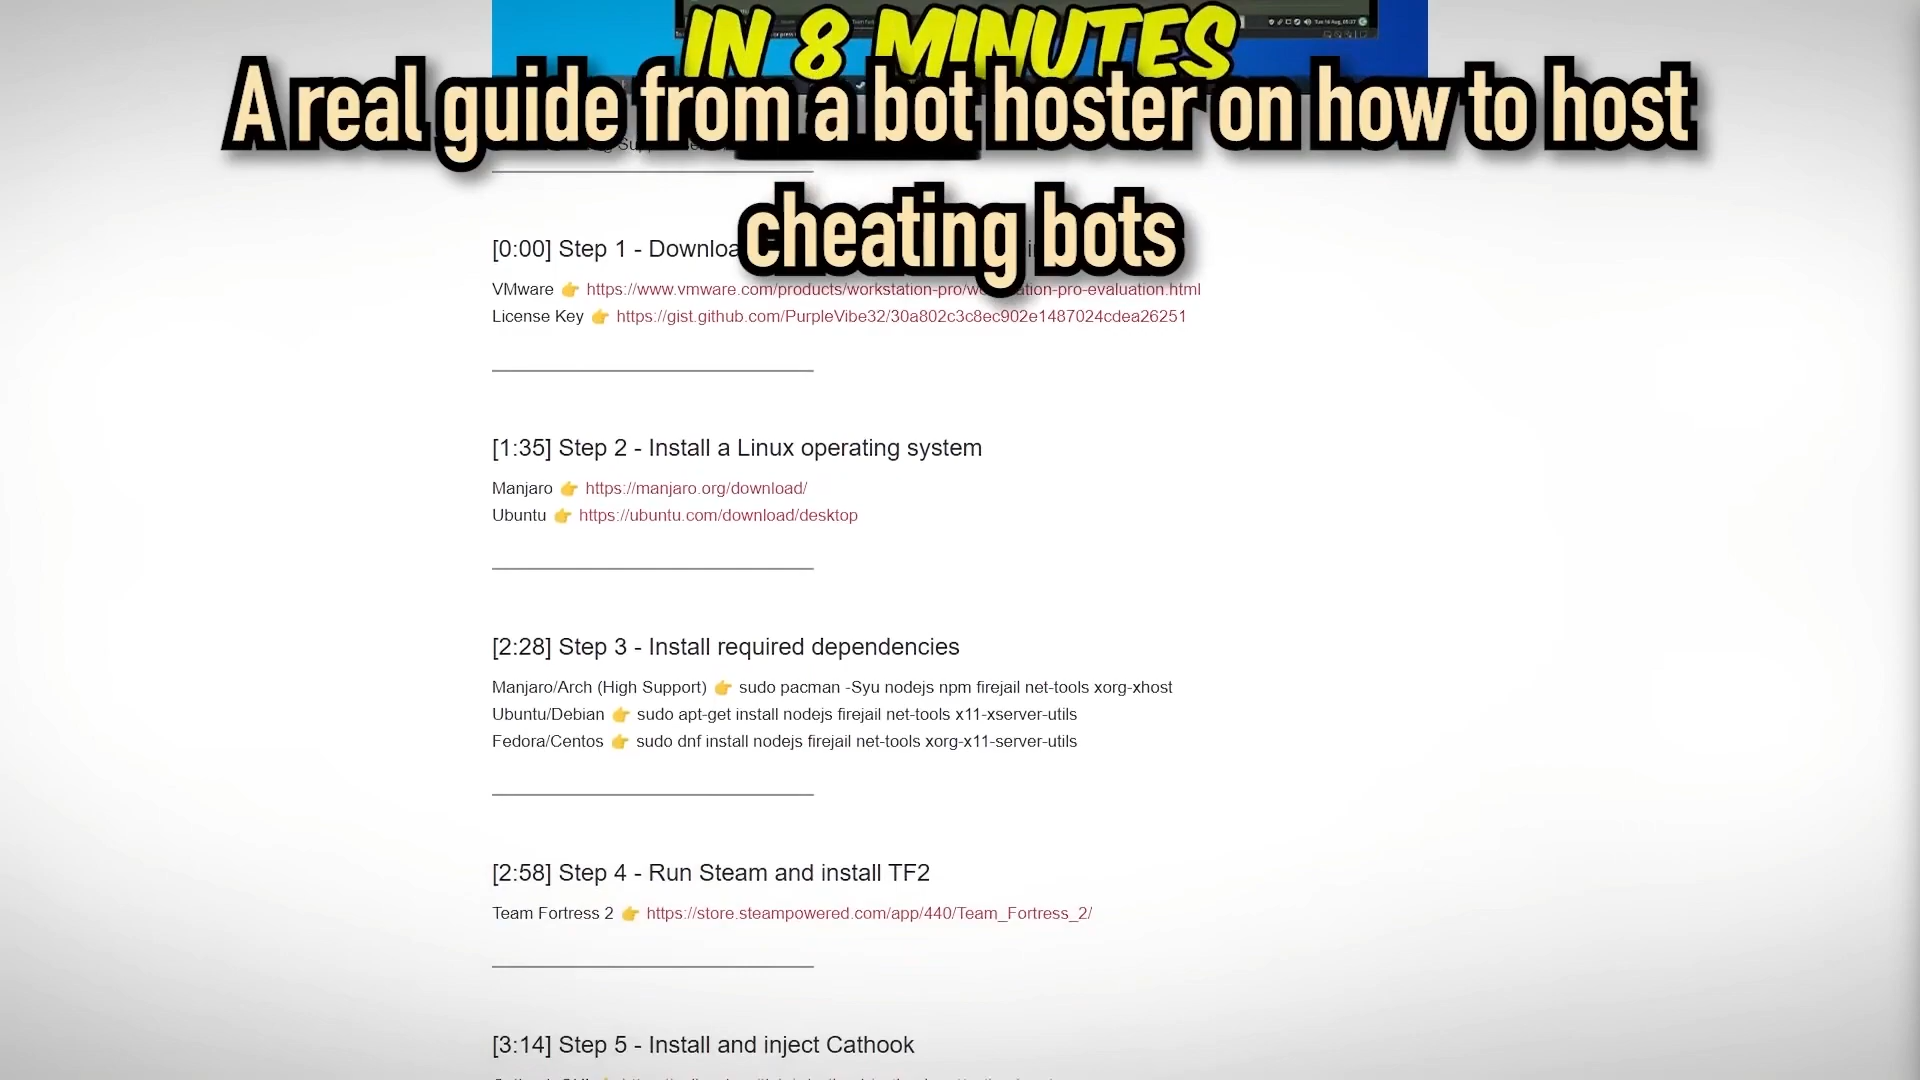 IN 8 MINUTES
A real guide from a bot hoster on how to host
cheating bots
[0:00] Step 1 -
VMware 👉 https://www.vmware.com/products/workstation-pro/workstation-pro-evaluation.html
License Key 👉 https://gist.github.com/PurpleVibe32/30a802c3c8ec902e1487024cdea26251
[1:35] Step 2 - Install a Linux operating system
Manjaro 👉 https://manjaro.org/download/
Ubuntu 👉 https://ubuntu.com/download/desktop
[2:28] Step 3 - Install required dependencies
Manjaro/Arch (High Support) 👉 sudo pacman -Syu nodejs npm firejail net-tools xorg-xhost
Ubuntu/Debian 👉 sudo apt-get install nodejs firejail net-tools x11-xserver-utils
Fedora/Centos 👉 sudo dnf install nodejs firejail net-tools xorg-x11-server-utils
[2:58] Step 4 - Run Steam and install TF2
Team Fortress 2 👉 https://store.steampowered.com/app/440/Team_Fortress_2/
[3:14] Step 5 - Install and inject Cathook